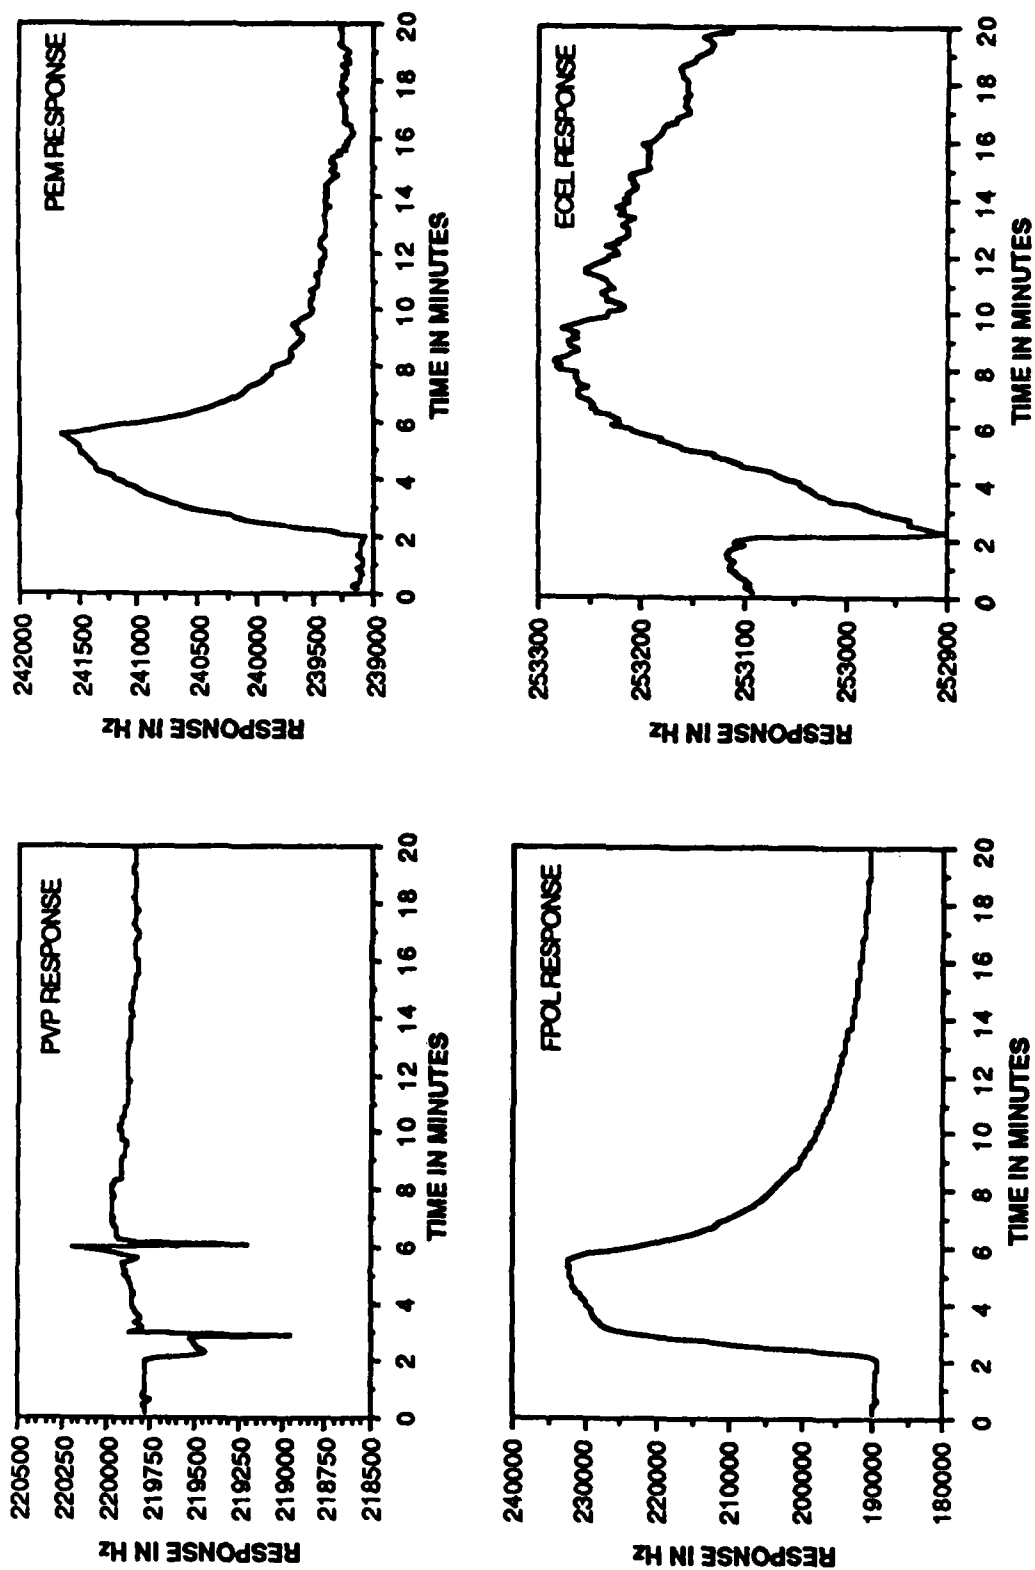 PVP RESPONSE
RESPONSE IN Hz
220500
220250
220000
219750
219500
219250
219000
218750
218500
0 2 4 6 8 10 12 14 16 18 20
TIME IN MINUTES
PEM RESPONSE
RESPONSE IN Hz
242000
241500
241000
240500
240000
239500
239000
0 2 4 6 8 10 12 14 16 18 20
TIME IN MINUTES
FPOL RESPONSE
RESPONSE IN Hz
240000
230000
220000
210000
200000
190000
180000
0 2 4 6 8 10 12 14 16 18 20
TIME IN MINUTES
ECEL RESPONSE
RESPONSE IN Hz
253300
253200
253100
253000
252900
0 2 4 6 8 10 12 14 16 18 20
TIME IN MINUTES